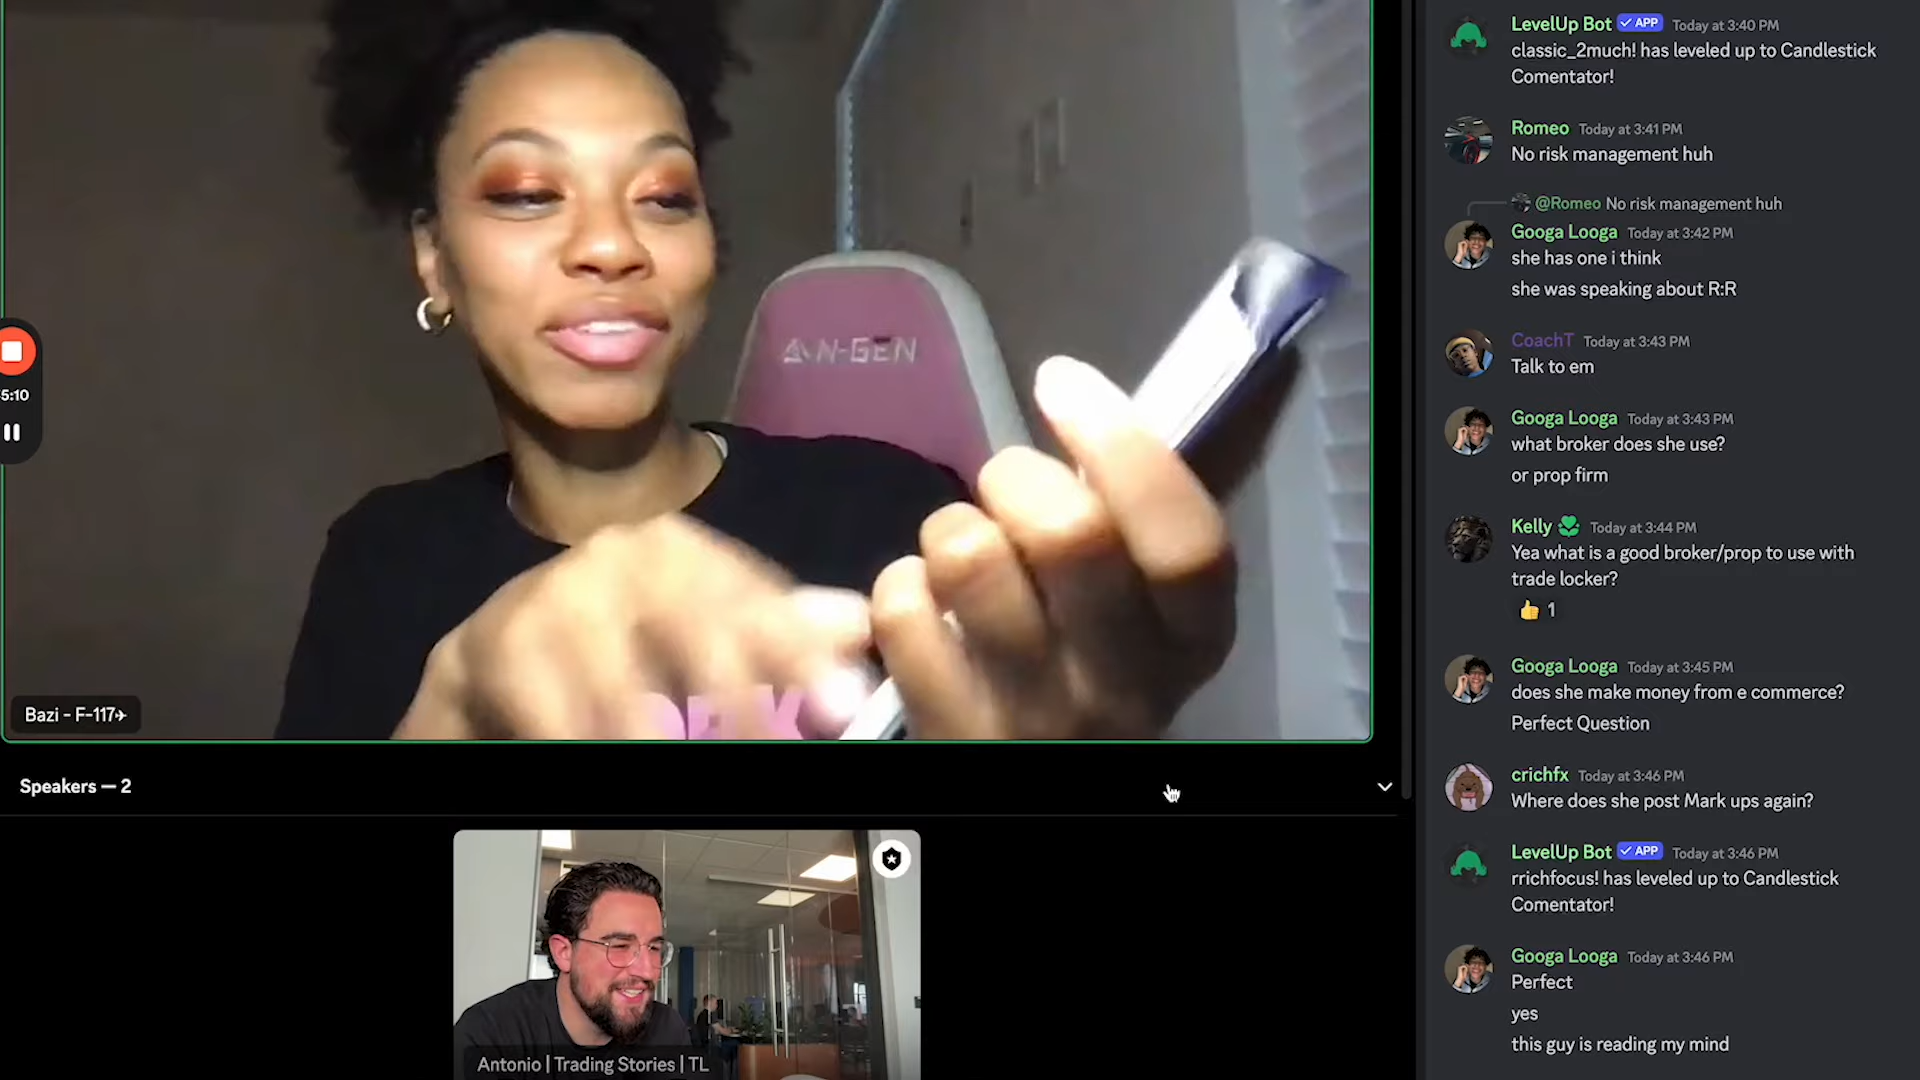 N-GEN
5:10
Bazi - F-117✈
Speakers — 2
Antonio | Trading Stories | TL
LevelUp Bot ✓ APP Today at 3:40 PM
classic_2much! has leveled up to Candlestick
Comentator!
Romeo Today at 3:41 PM
No risk management huh
@Romeo No risk management huh
Googa Looga Today at 3:42 PM
she has one i think
she was speaking about R:R
CoachT Today at 3:43 PM
Talk to em
Googa Looga Today at 3:43 PM
what broker does she use?
or prop firm
Kelly Today at 3:44 PM
Yea what is a good broker/prop to use with
trade locker?
👍 1
Googa Looga Today at 3:45 PM
does she make money from e commerce?
Perfect Question
crichfx Today at 3:46 PM
Where does she post Mark ups again?
LevelUp Bot ✓ APP Today at 3:46 PM
rrichfocus! has leveled up to Candlestick
Comentator!
Googa Looga Today at 3:46 PM
Perfect
yes
this guy is reading my mind